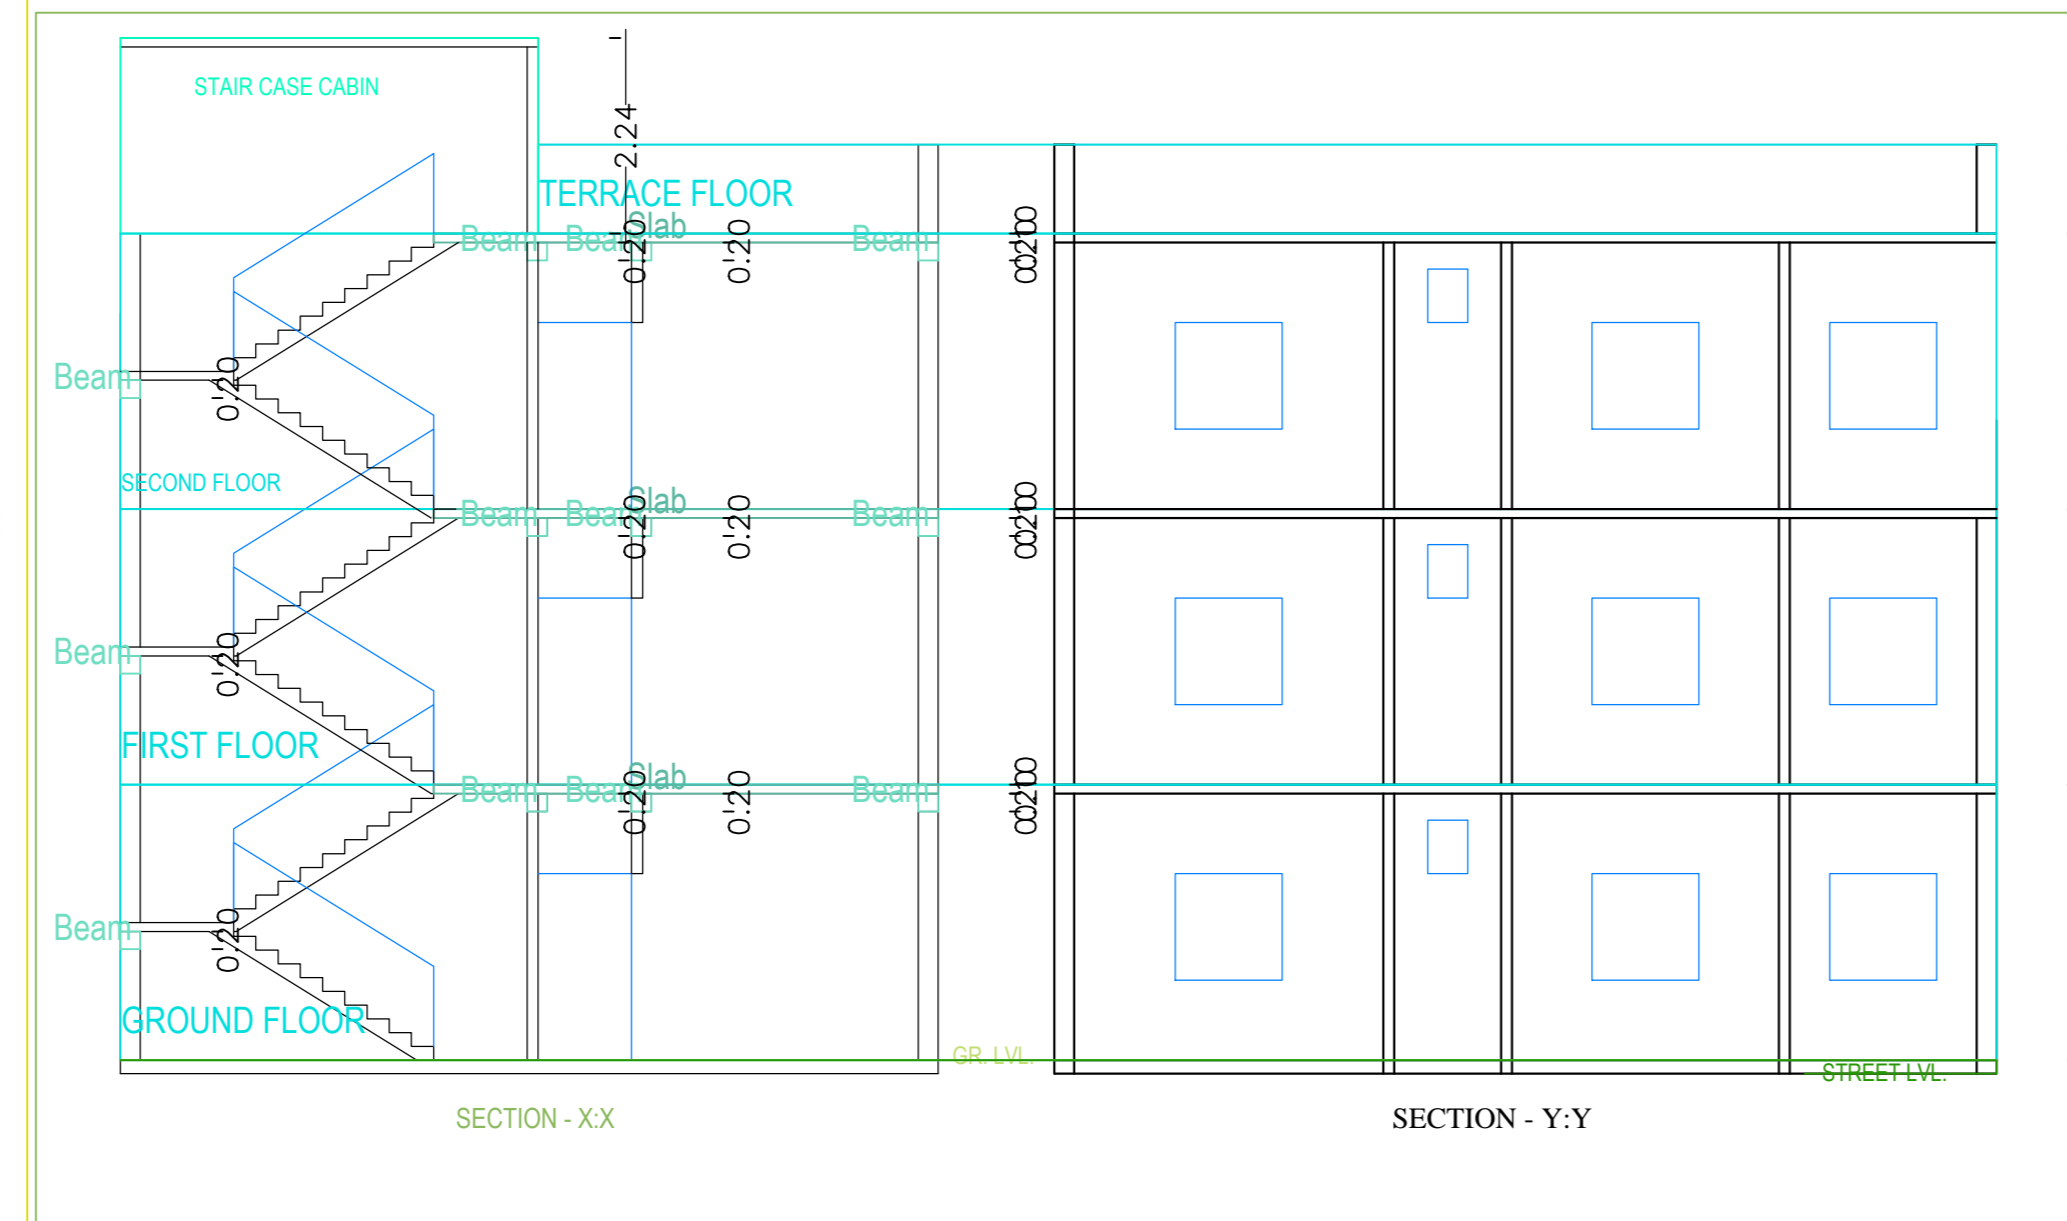 STAIR CASE CABIN
2.24
TERRACE FLOOR
Slab
Beam Beam Beam
0.20 0.20
Beam
0.20
SECOND FLOOR
Slab
Beam Beam Beam
0.20 0.20
Beam
0.20
FIRST FLOOR
Slab
Beam Beam Beam
0.20 0.20
Beam
0.20
GROUND FLOOR
GR. LVL.
STREET LVL.
SECTION - X:X
SECTION - Y:Y